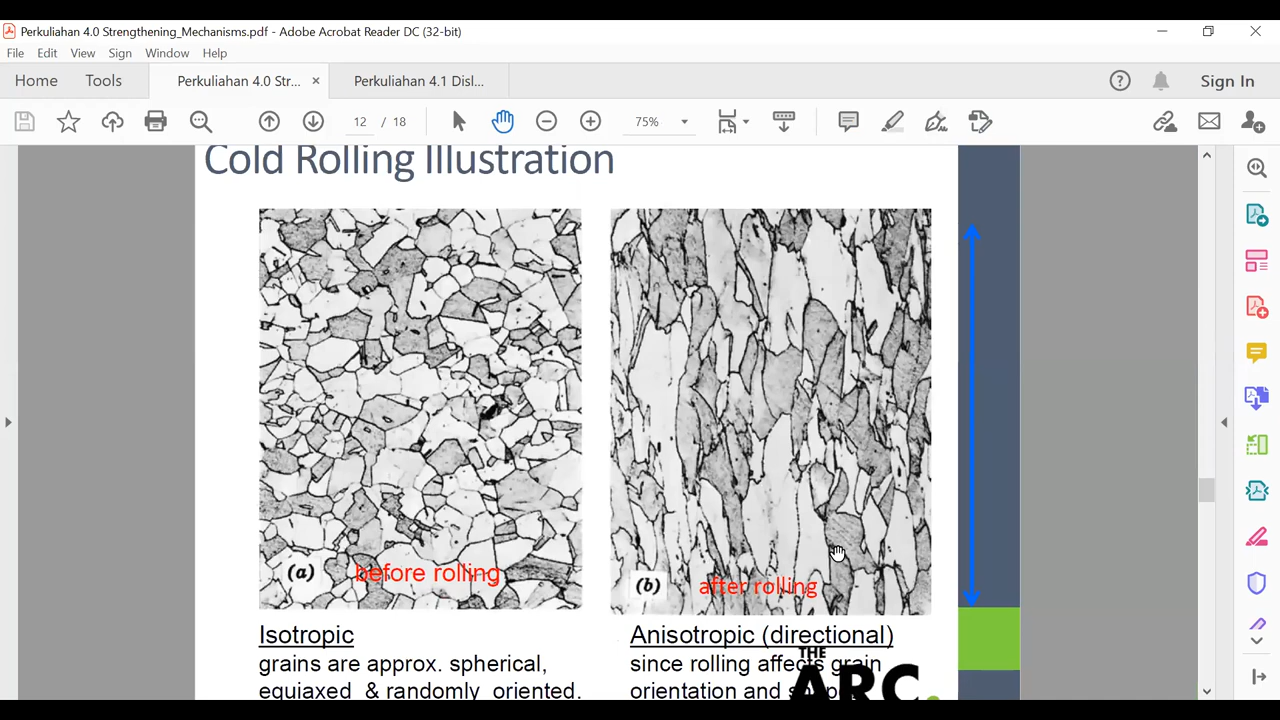 Perkuliahan 4.0 Strengthening_Mechanisms.pdf - Adobe Acrobat Reader DC (32-bit)
File Edit View Sign Window Help
Home Tools Perkuliahan 4.0 Str... × Perkuliahan 4.1 Disl... Sign In
12 / 18 75%
Cold Rolling Illustration
(a) before rolling
(b) after rolling
Isotropic
grains are approx. spherical,
equiaxed & randomly oriented.
Anisotropic (directional)
since rolling affects grain
orientation and
THE
ARC.